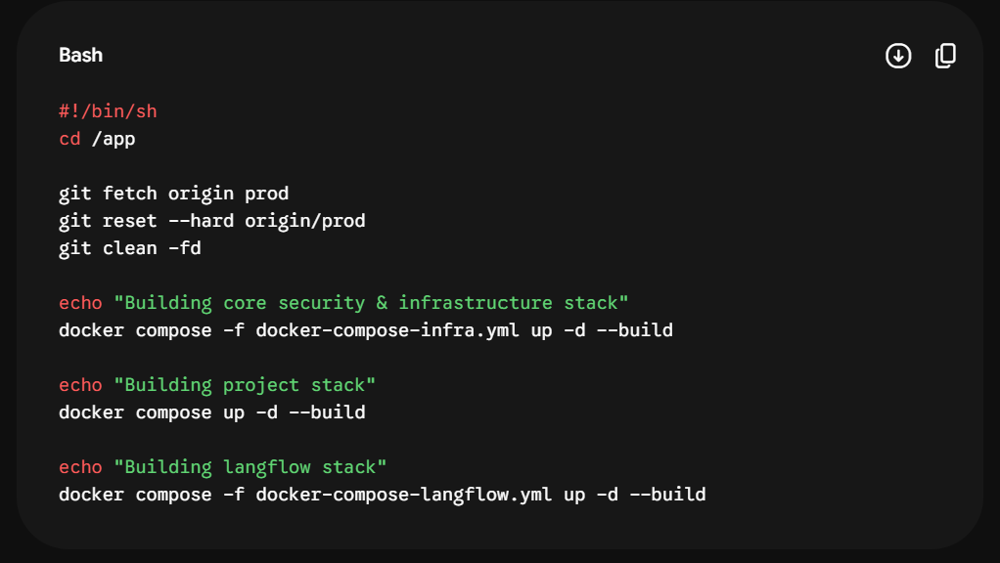 Bash
#!/bin/sh
cd /app
git fetch origin prod
git reset --hard origin/prod
git clean -fd
echo "Building core security & infrastructure stack"
docker compose -f docker-compose-infra.yml up -d --build
echo "Building project stack"
docker compose up -d --build
echo "Building langflow stack"
docker compose -f docker-compose-langflow.yml up -d --build